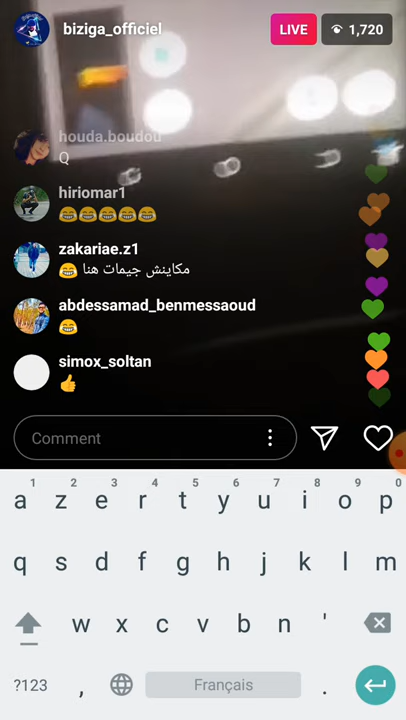 biziga_officiel
LIVE
1,720
houda.boudou
Q
hiriomar1
😂😂😂😂😂
zakariae.z1
مكاينش جيمات هنا 😂
abdessamad_benmessaoud
😂
simox_soltan
👍
Comment
1 2 3 4 5 6 7 8 9 0
a z e r t y u i o p
q s d f g h j k l m
w x c v b n '
?123 , Français .